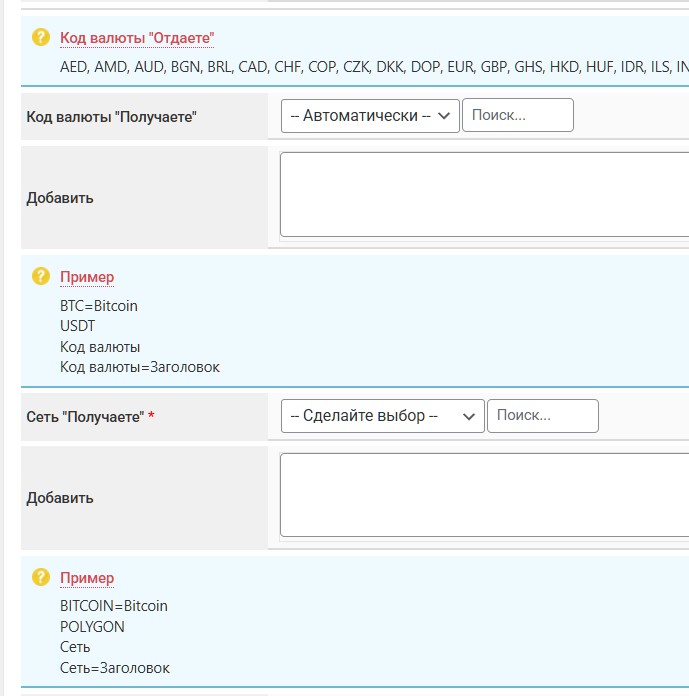 Код валюты "Отдаете"
AED, AMD, AUD, BGN, BRL, CAD, CHF, COP, CZK, DKK, DOP, EUR, GBP, GHS, HKD, HUF, IDR, ILS, IN
Код валюты "Получаете"
-- Автоматически --
Поиск...
Добавить
Пример
BTC=Bitcoin
USDT
Код валюты
Код валюты=Заголовок
Сеть "Получаете" *
-- Сделайте выбор --
Поиск...
Добавить
Пример
BITCOIN=Bitcoin
POLYGON
Сеть
Сеть=Заголовок